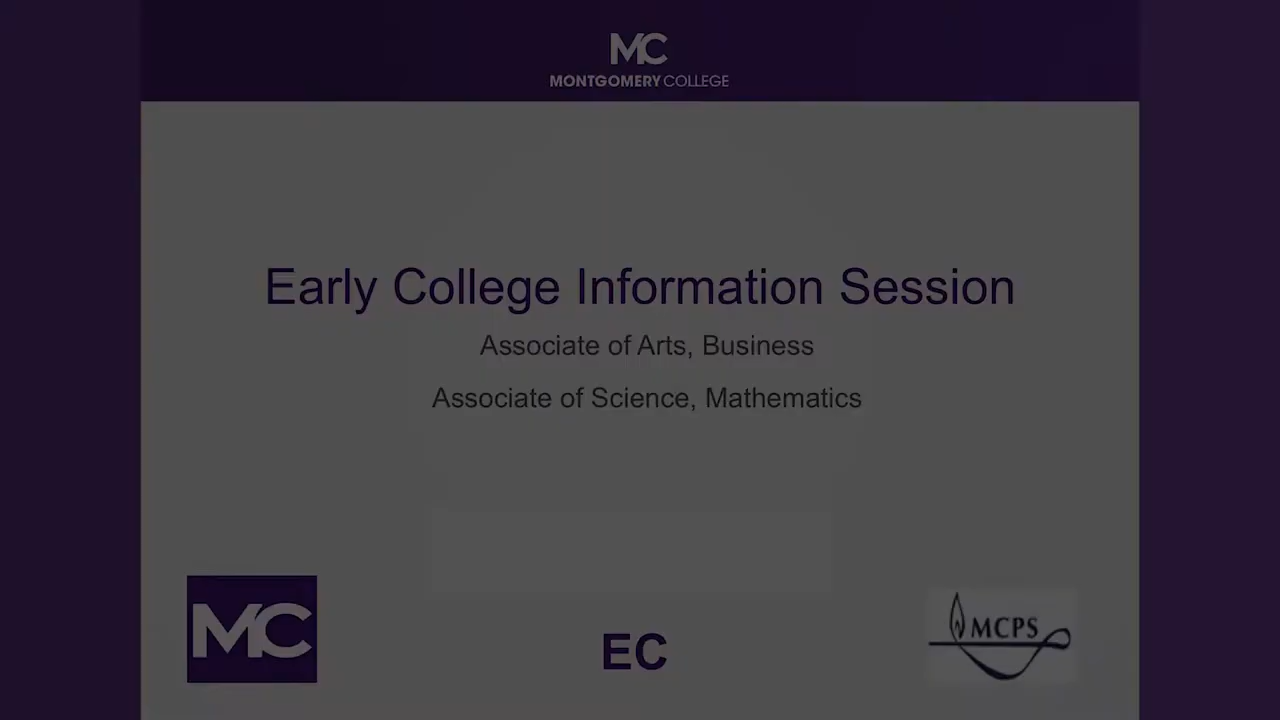 MC
MONTGOMERY COLLEGE
Early College Information Session
Associate of Arts, Business
Associate of Science, Mathematics
MC
EC
MCPS